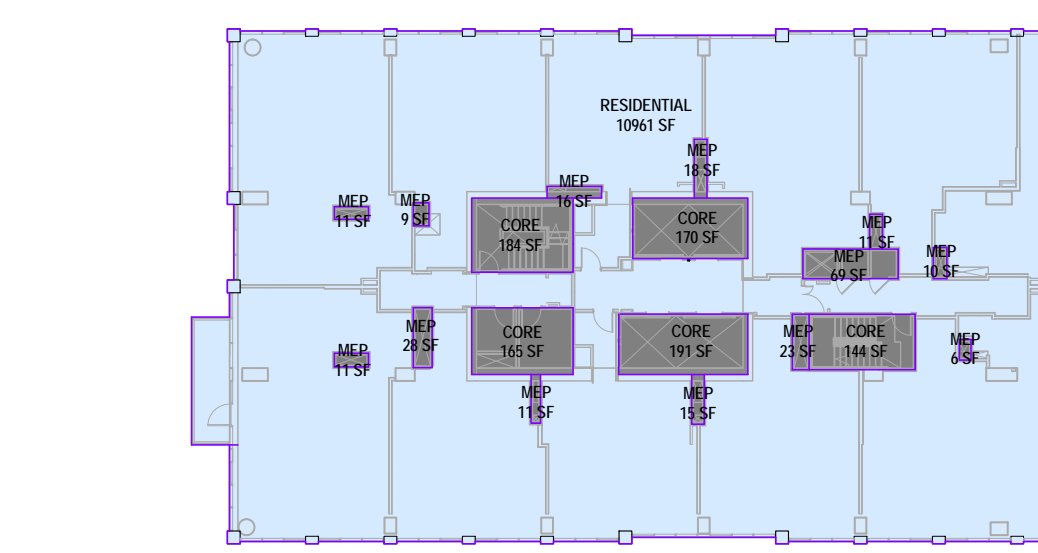 RESIDENTIAL
10961 SF
MEP
18 SF
MEP
16 SF
MEP
11 SF
MEP
9 SF
CORE
184 SF
CORE
170 SF
MEP
11 SF
MEP
69 SF
MEP
10 SF
MEP
11 SF
MEP
28 SF
CORE
165 SF
CORE
191 SF
MEP
23 SF
CORE
144 SF
MEP
6 SF
MEP
11 SF
MEP
15 SF